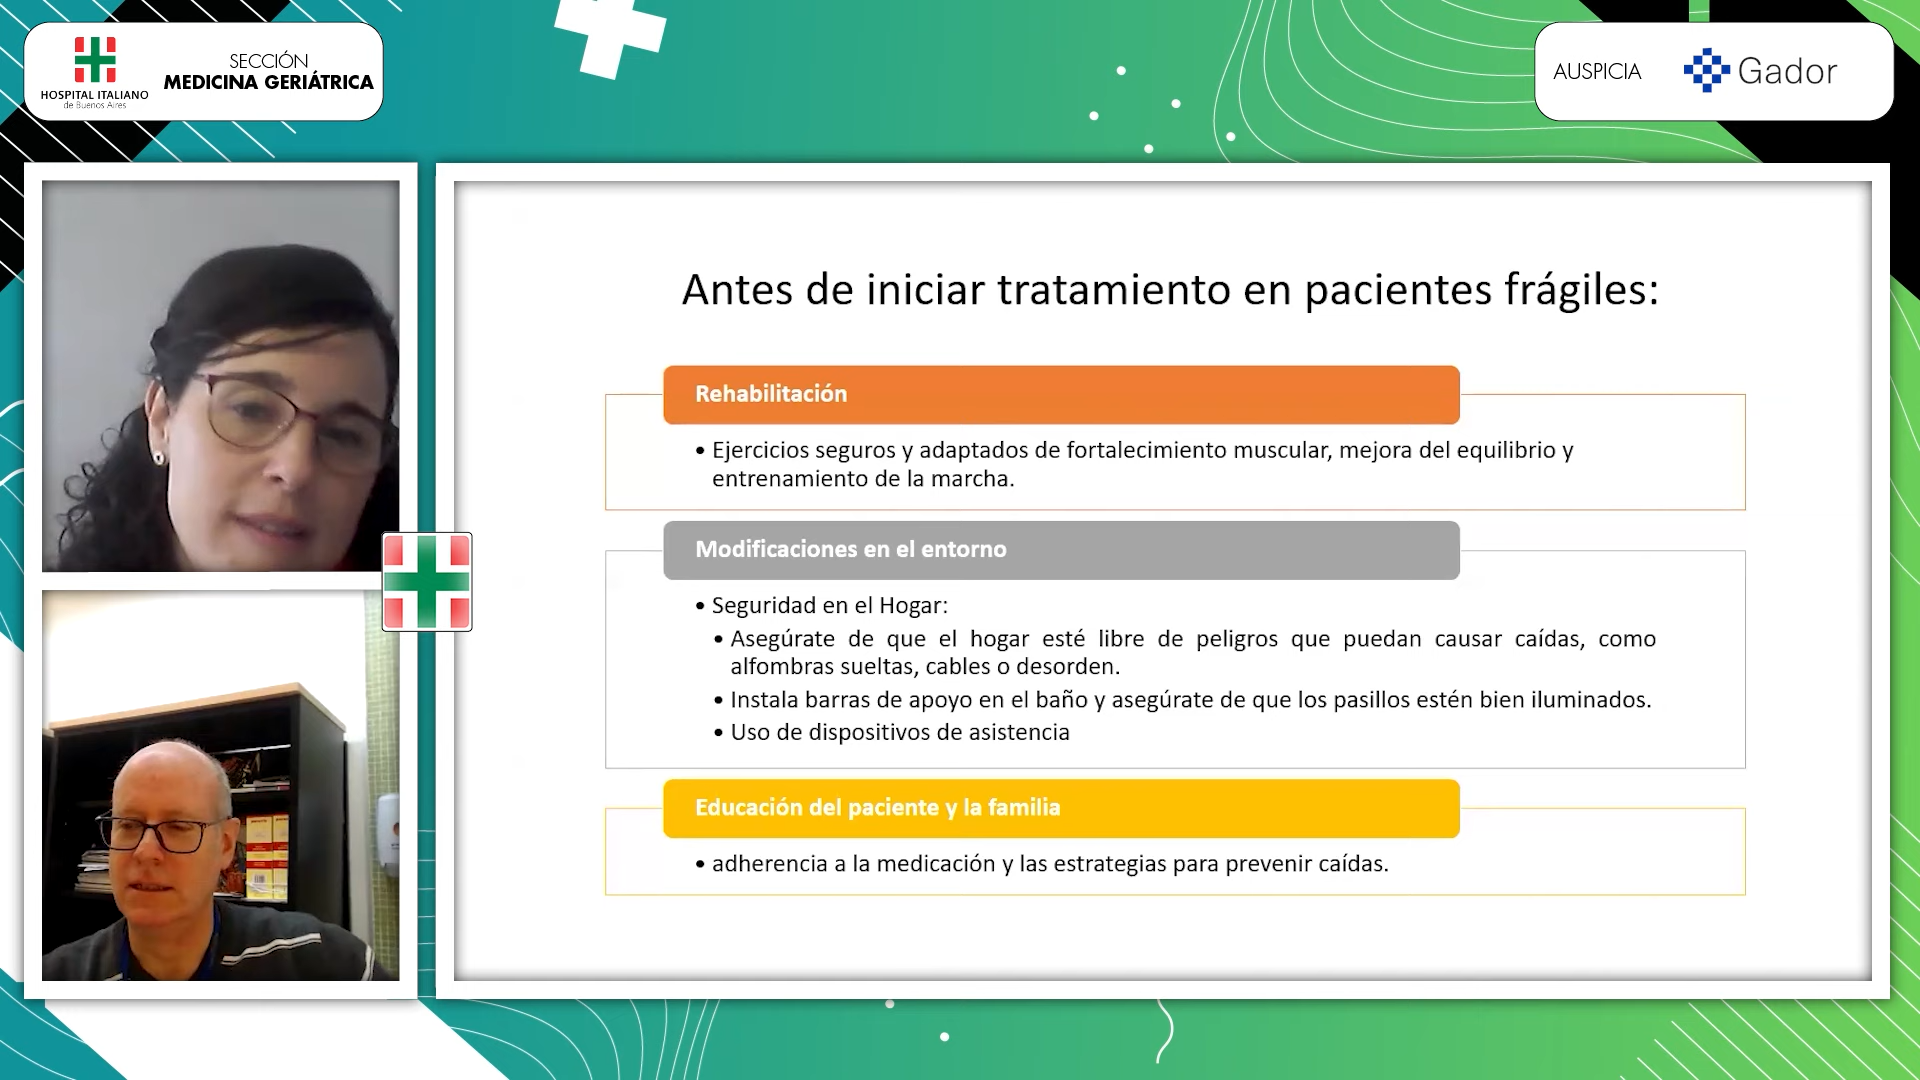 HOSPITAL ITALIANO
de Buenos Aires
SECCIÓN
MEDICINA GERIÁTRICA
AUSPICIA
Gador
Antes de iniciar tratamiento en pacientes frágiles:
Rehabilitación
• Ejercicios seguros y adaptados de fortalecimiento muscular, mejora del equilibrio y
entrenamiento de la marcha.
Modificaciones en el entorno
• Seguridad en el Hogar:
• Asegúrate de que el hogar esté libre de peligros que puedan causar caídas, como
alfombras sueltas, cables o desorden.
• Instala barras de apoyo en el baño y asegúrate de que los pasillos estén bien iluminados.
• Uso de dispositivos de asistencia
Educación del paciente y la familia
• adherencia a la medicación y las estrategias para prevenir caídas.